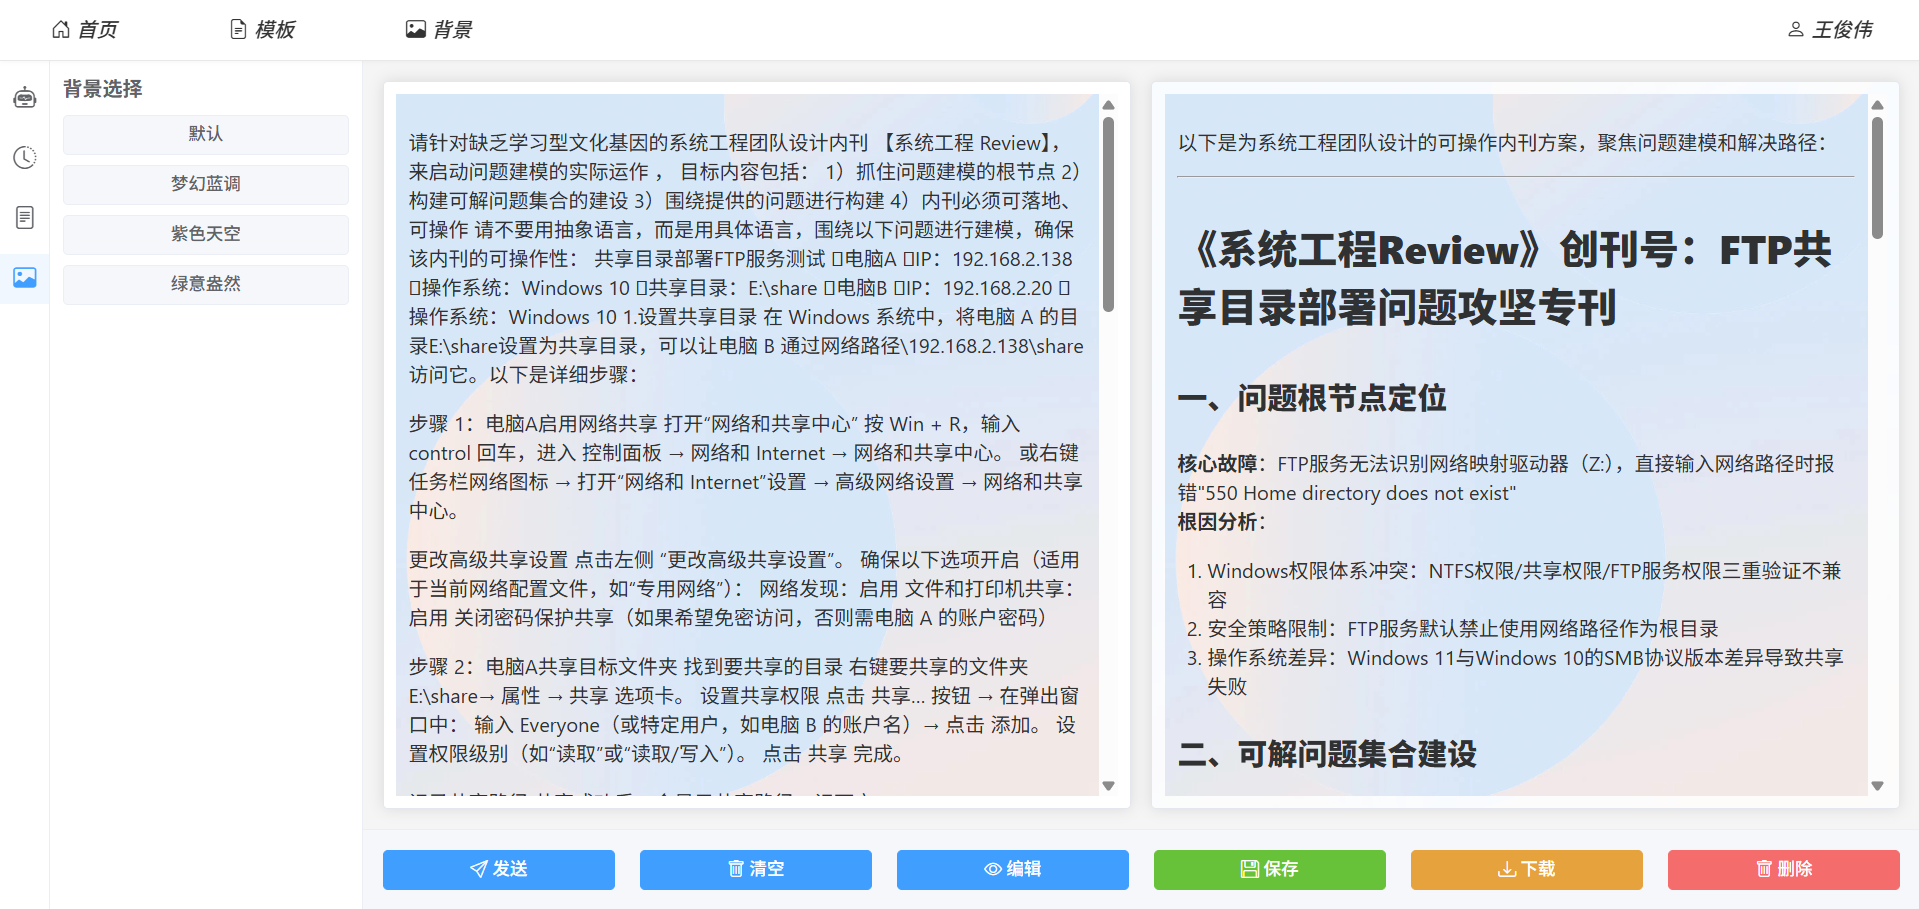 首页
模板
背景
王俊伟
背景选择
默认
梦幻蓝调
紫色天空
绿意盎然
请针对缺乏学习型文化基因的系统工程团队设计内刊 【系统工程 Review】,
来启动问题建模的实际运作 ， 目标内容包括： 1）抓住问题建模的根节点 2）
构建可解问题集合的建设 3）围绕提供的问题进行构建 4）内刊必须可落地、
可操作 请不要用抽象语言，而是用具体语言，围绕以下问题进行建模，确保
该内刊的可操作性： 共享目录部署FTP服务测试 电脑A IP：192.168.2.138
操作系统：Windows 10 共享目录：E:\share 电脑B IP：192.168.2.20
操作系统：Windows 10 1.设置共享目录 在 Windows 系统中，将电脑 A 的目
录E:\share设置为共享目录，可以让电脑 B 通过网络路径\192.168.2.138\share
访问它。以下是详细步骤：
步骤 1：电脑A启用网络共享 打开“网络和共享中心” 按 Win + R，输入
control 回车，进入 控制面板 → 网络和 Internet → 网络和共享中心。 或右键
任务栏网络图标 → 打开“网络和 Internet”设置 → 高级网络设置 → 网络和共享
中心。
更改高级共享设置 点击左侧 “更改高级共享设置”。 确保以下选项开启（适用
于当前网络配置文件，如“专用网络”）： 网络发现：启用 文件和打印机共享：
启用 关闭密码保护共享（如果希望免密访问，否则需电脑 A 的账户密码）
步骤 2：电脑A共享目标文件夹 找到要共享的目录 右键要共享的文件夹
E:\share→ 属性 → 共享 选项卡。 设置共享权限 点击 共享... 按钮 → 在弹出窗
口中： 输入 Everyone（或特定用户，如电脑 B 的账户名）→ 点击 添加。 设
置权限级别（如“读取”或“读取/写入”）。 点击 共享 完成。
以下是为系统工程团队设计的可操作内刊方案，聚焦问题建模和解决路径：
《系统工程Review》创刊号：FTP共
享目录部署问题攻坚专刊
一、问题根节点定位
核心故障：FTP服务无法识别网络映射驱动器（Z:），直接输入网络路径时报
错"550 Home directory does not exist"
根因分析：
1. Windows权限体系冲突：NTFS权限/共享权限/FTP服务权限三重验证不兼
容
2. 安全策略限制：FTP服务默认禁止使用网络路径作为根目录
3. 操作系统差异：Windows 11与Windows 10的SMB协议版本差异导致共享
失败
二、可解问题集合建设
发送
清空
编辑
保存
下载
删除